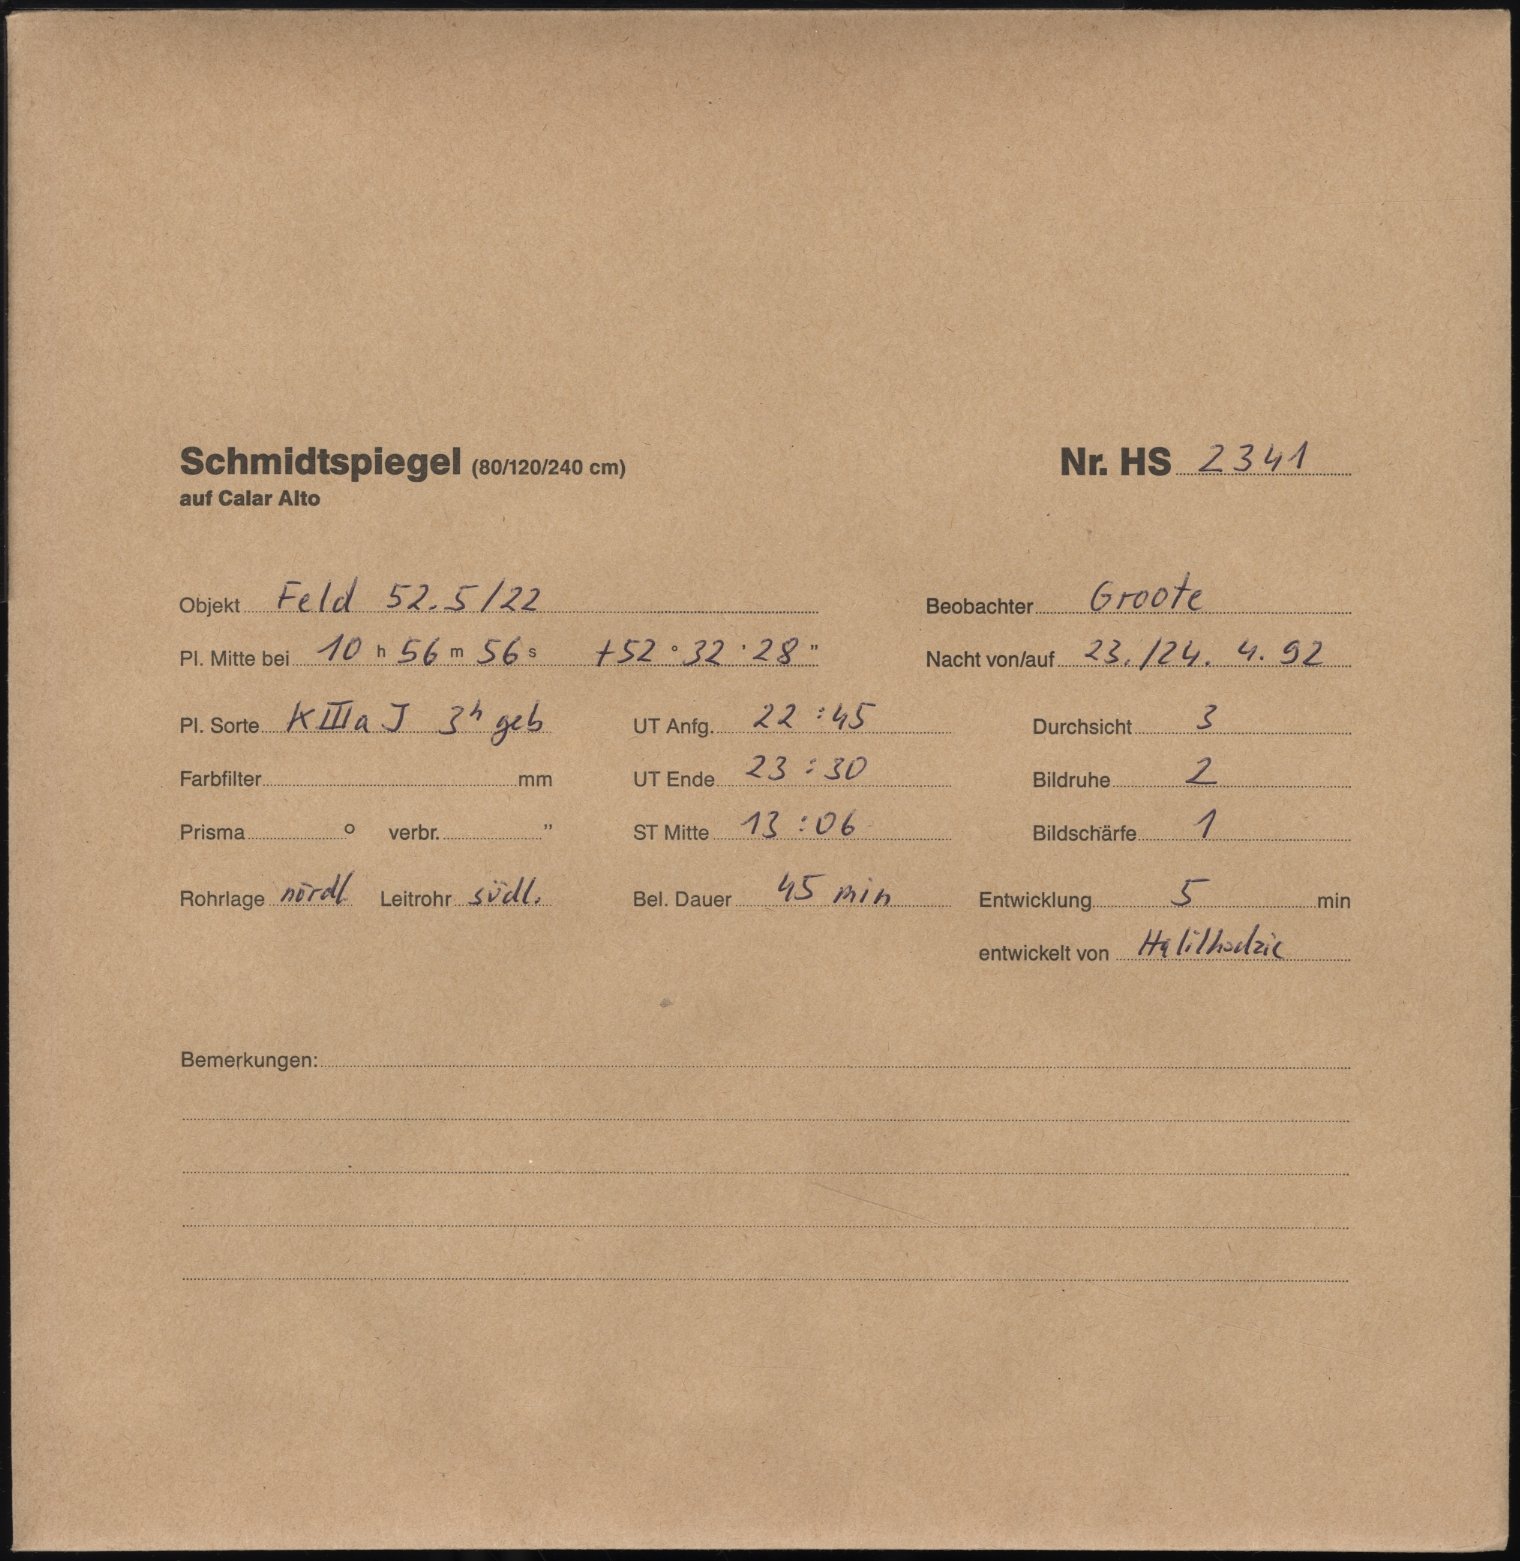 Schmidtspiegel (80/120/240 cm) Nr. HS 2341
auf Calar Alto
Objekt Feld 52.5/22 Beobachter Groote
Pl. Mitte bei 10 h 56 m 56 s +52 ° 32 ' 28 " Nacht von/auf 23./24. 4. 92
Pl. Sorte KIIIaJ 3h geb UT Anfg. 22:45 Durchsicht 3
Farbfilter mm UT Ende 23:30 Bildruhe 2
Prisma ° verbr. " ST Mitte 13:06 Bildschärfe 1
Rohrlage nördl Leitrohr südl. Bel. Dauer 45 min Entwicklung 5 min
entwickelt von Halilhodzic
Bemerkungen: